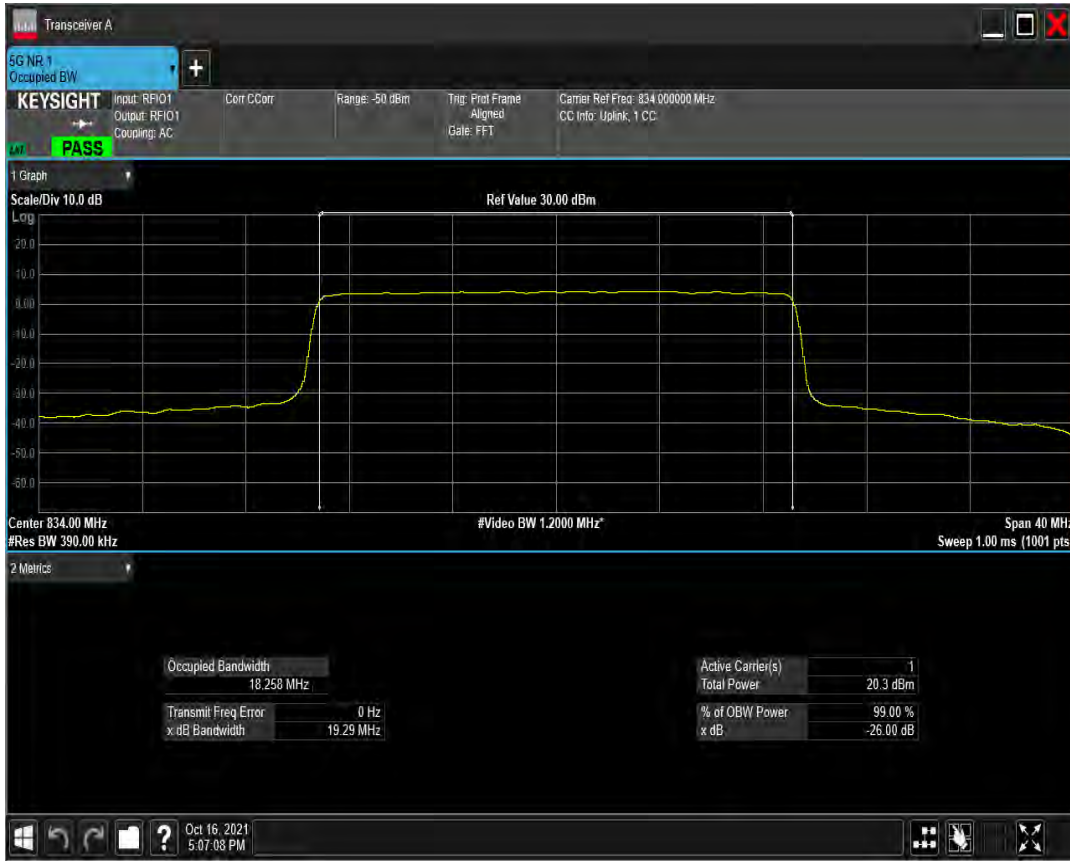 Transceiver A
5G NR 1
Occupied BW
+
KEYSIGHT
PASS
Input: RFIO1
Output: RFIO1
Coupling: AC
Corr CCorr
Range: -50 dBm
Trig: Prot Frame
Aligned
Gate: FFT
Carrier Ref Freq: 834.000000 MHz
CC Info: Uplink, 1 CC
1 Graph
Scale/Div 10.0 dB
Ref Value 30.00 dBm
Log
20.0
10.0
0.00
-10.0
-20.0
-30.0
-40.0
-50.0
-60.0
Center 834.00 MHz
#Video BW 1.2000 MHz*
Span 40 MHz
#Res BW 390.00 kHz
Sweep 1.00 ms (1001 pts
2 Metrics
Occupied Bandwidth
18.258 MHz
Transmit Freq Error 0 Hz
x dB Bandwidth 19.29 MHz
Active Carrier(s) 1
Total Power 20.3 dBm
% of OBW Power 99.00 %
x dB -26.00 dB
?
Oct 16, 2021
5:07:08 PM